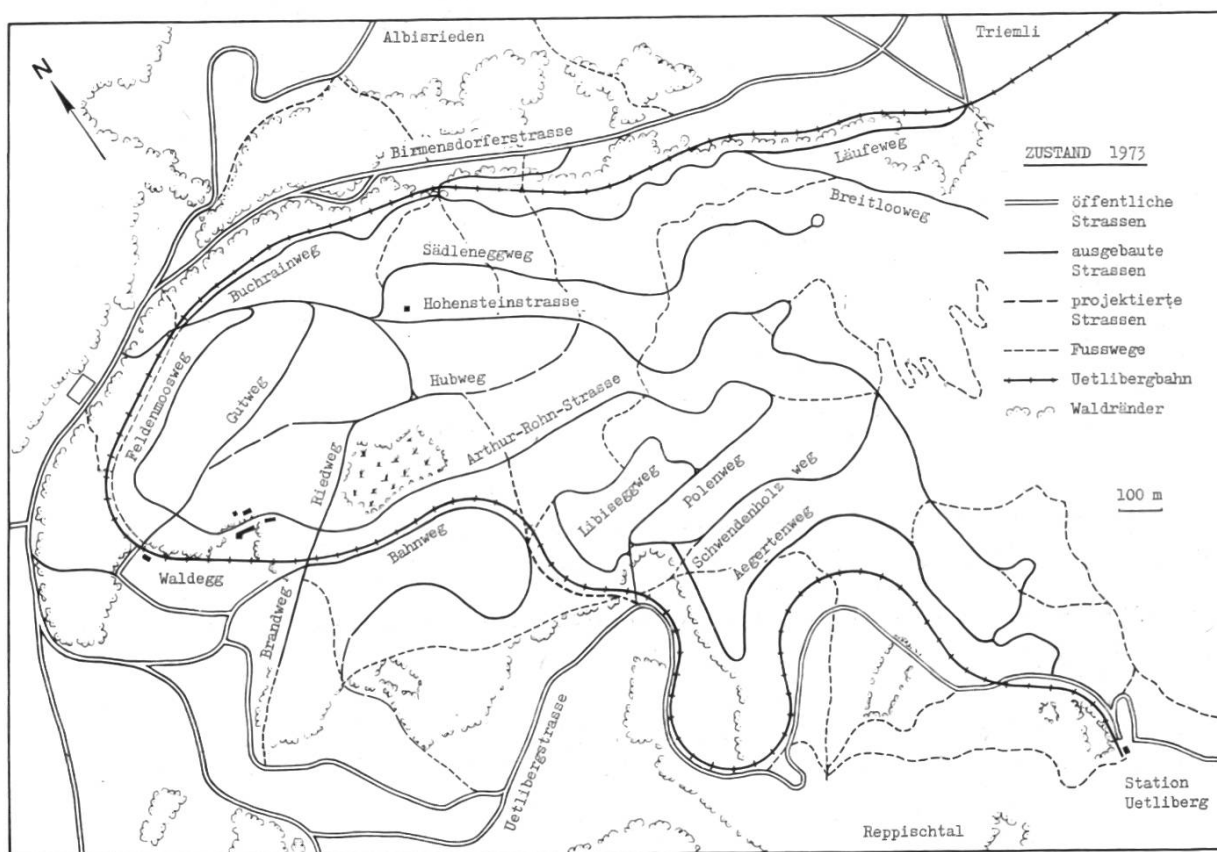 Albisrieden
Triemli
N
Birmensdorferstrasse
Läufeweg
Breitlooweg
ZUSTAND 1973
öffentliche
Strassen
ausgebaute
Strassen
projektierte
Strassen
Fusswege
Uetlibergbahn
Waldränder
100 m
Buchrainweg
Sädleneggweg
Hohensteinstrasse
Feldenmoosweg
Gutweg
Hubweg
Riedweg
Arthur-Rohn-Strasse
Libiseggweg
Polenweg
Schwendenholz weg
Aegertenweg
Bahnweg
Waldegg
Brandweg
Uetlibergstrasse
Station
Uetliberg
Reppischtal